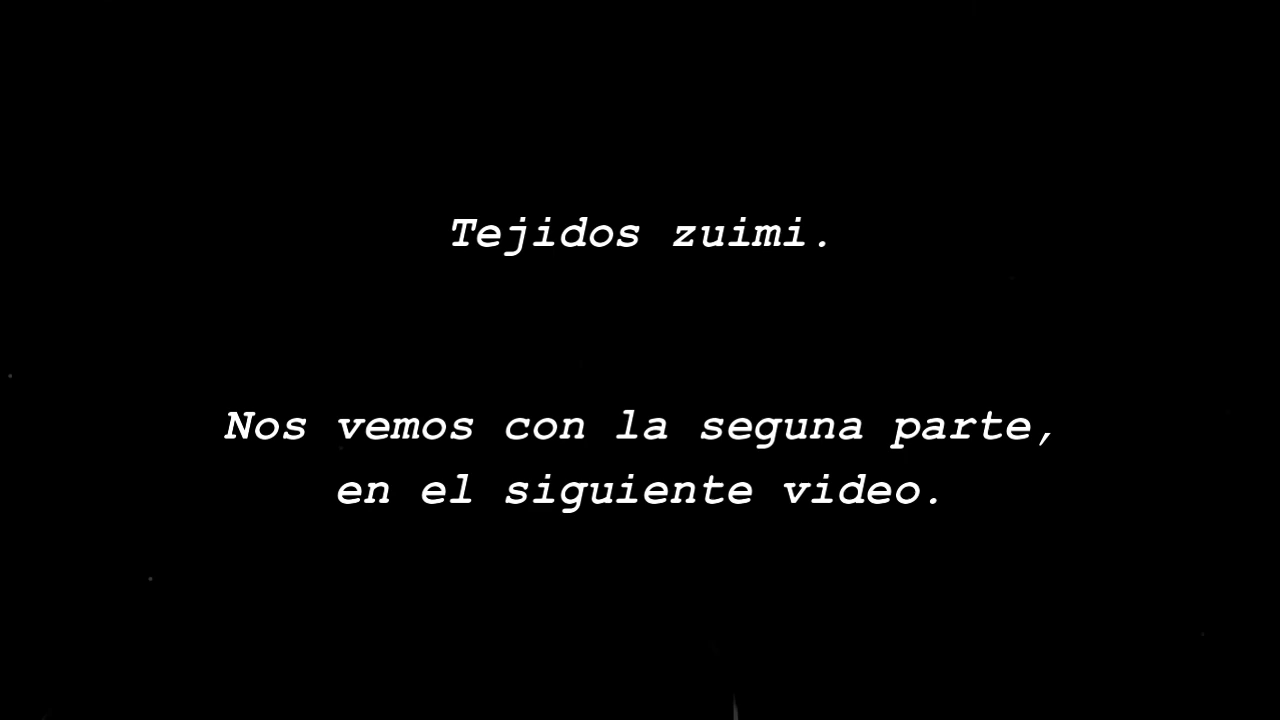 Tejidos zuimi.
Nos vemos con la seguna parte,
en el siguiente video.